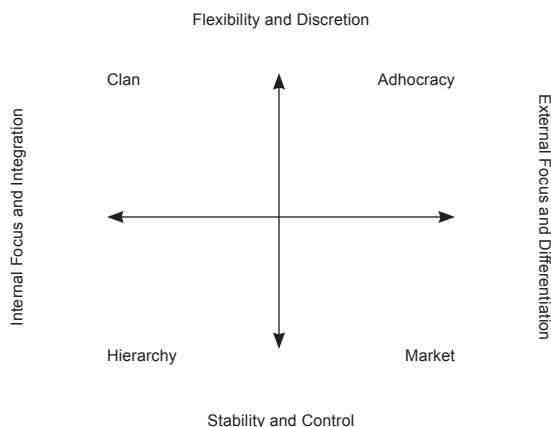 Flexibility and Discretion
Clan
Adhocracy
Internal Focus and Integration
External Focus and Differentiation
Hierarchy
Market
Stability and Control